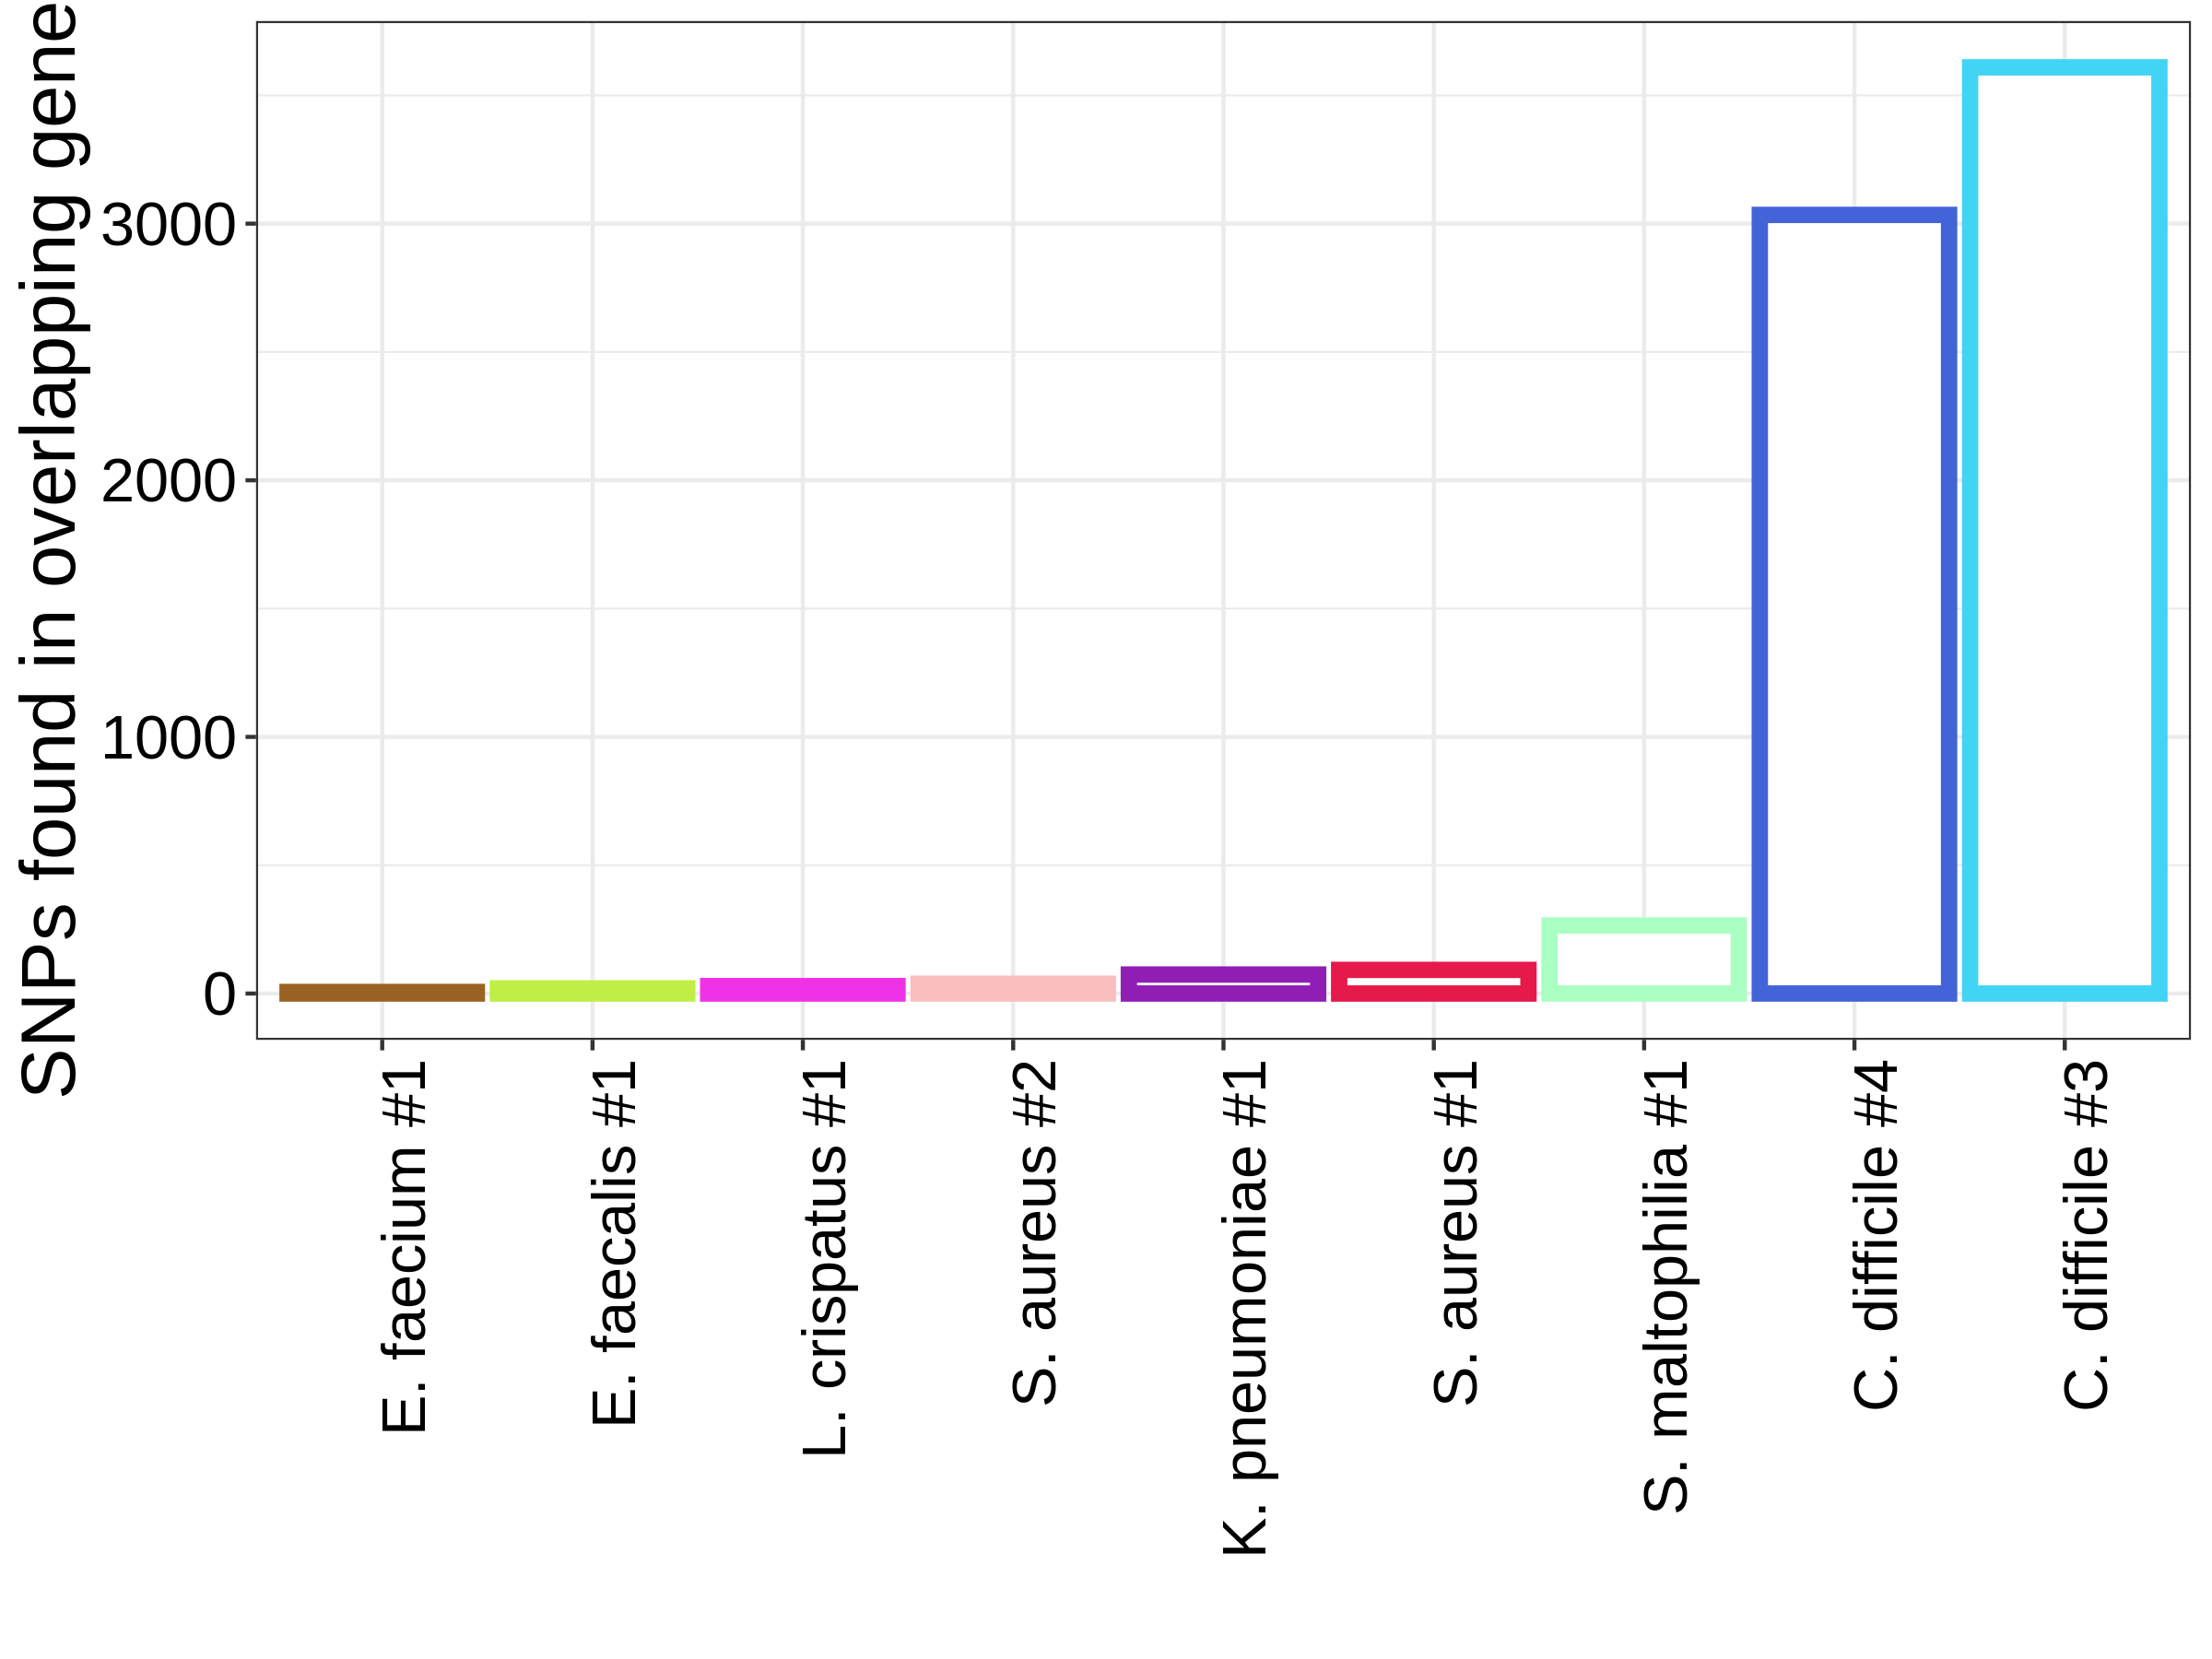 SNPs found in overlapping gene
3000
2000
1000
0
E. faecium #1
E. faecalis #1
L. crispatus #1
S. aureus #2
K. pneumoniae #1
S. aureus #1
S. maltophilia #1
C. difficile #4
C. difficile #3